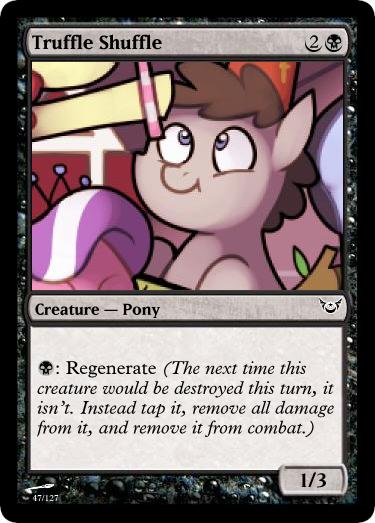 Truffle Shuffle 2
Creature — Pony
: Regenerate (The next time this
creature would be destroyed this turn, it
isn't. Instead tap it, remove all damage
from it, and remove it from combat.)
1/3
47/127